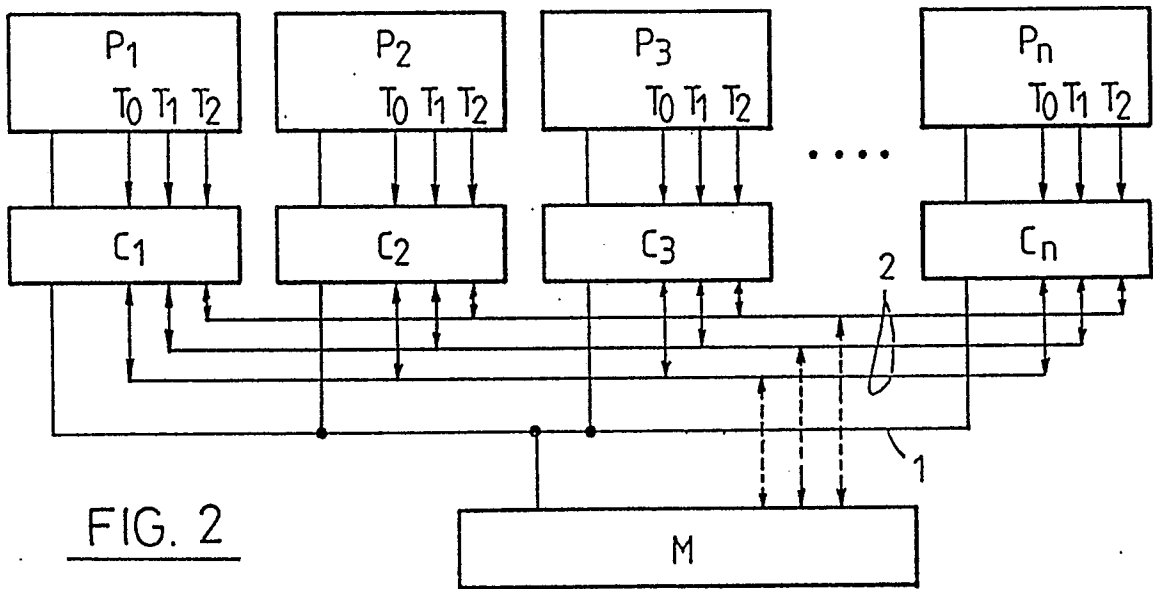 P1 P2 P3 Pn
T0 T1 T2 T0 T1 T2 T0 T1 T2 T0 T1 T2
C1 C2 C3 Cn
2
1
FIG. 2
M